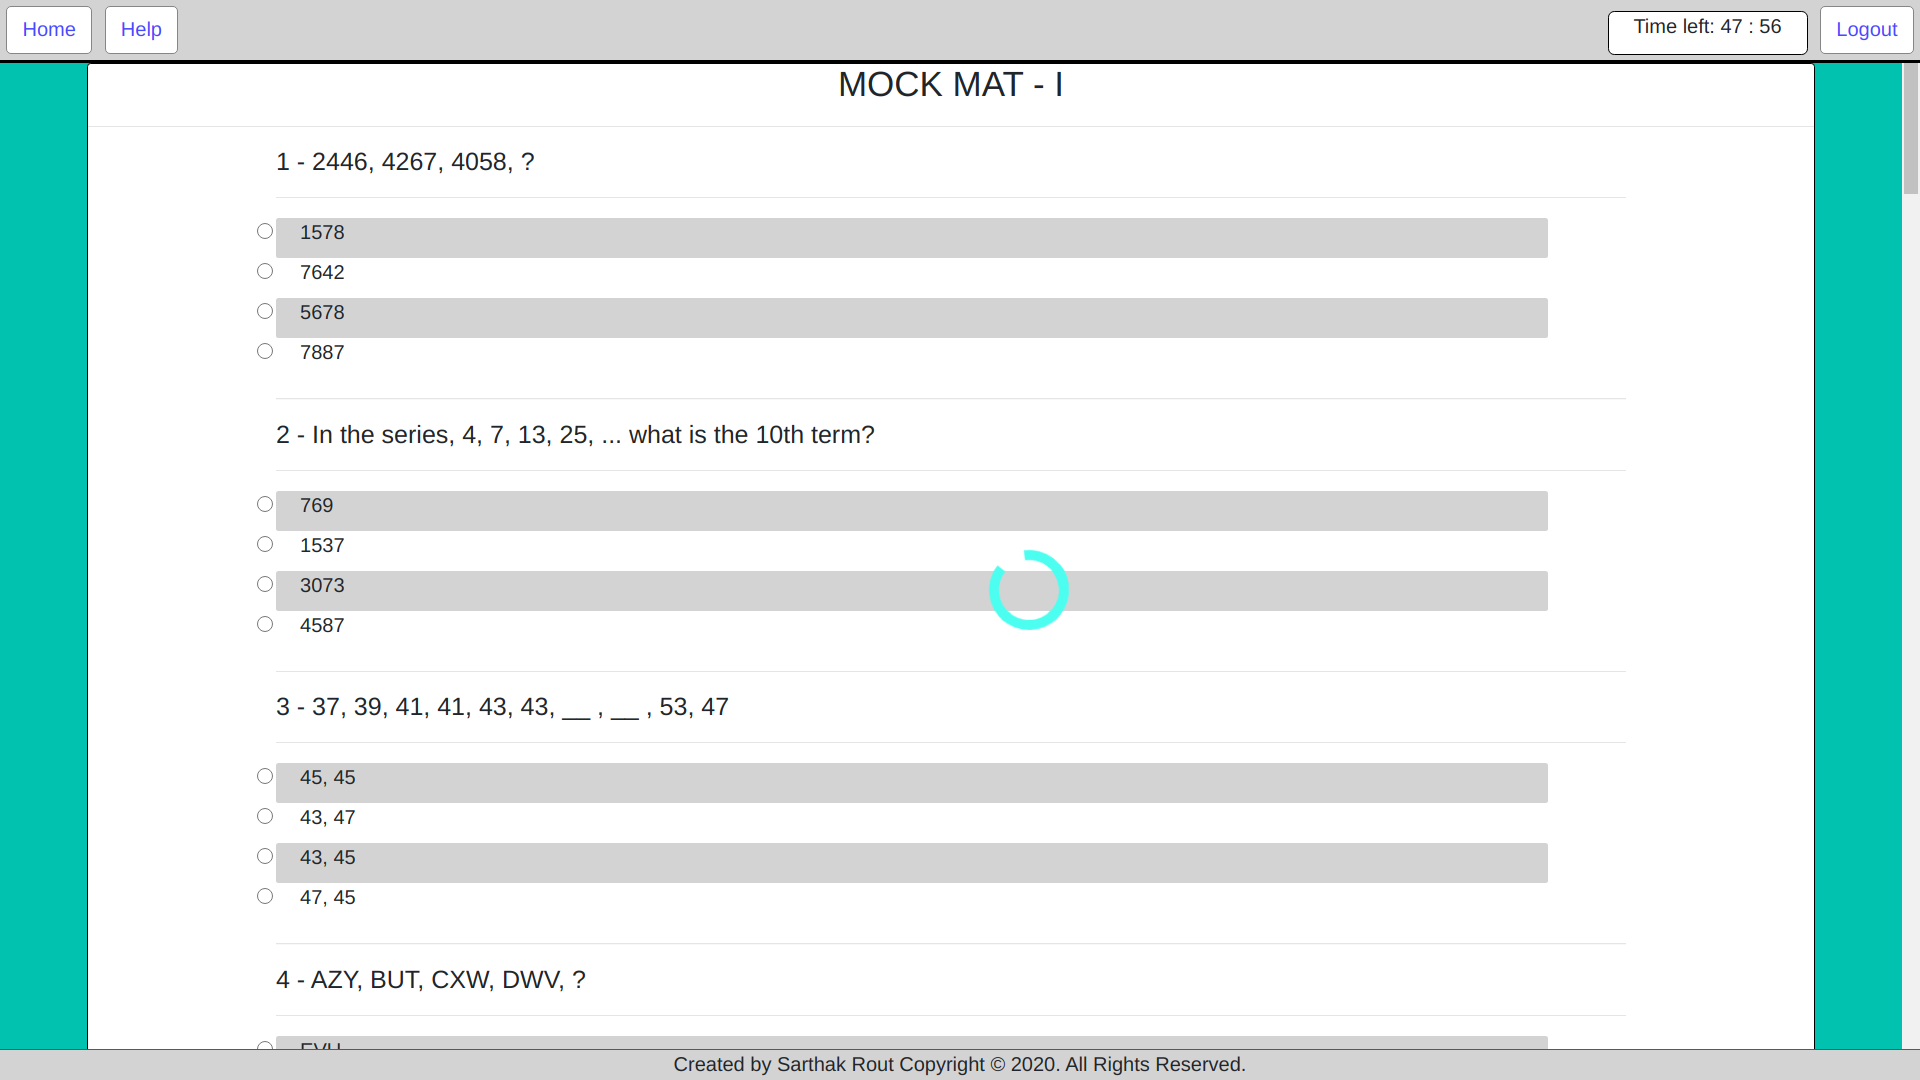 Home Help Time left: 47 : 56 Logout
MOCK MAT - I
1 - 2446, 4267, 4058, ?
1578
7642
5678
7887
2 - In the series, 4, 7, 13, 25, ... what is the 10th term?
769
1537
3073
4587
3 - 37, 39, 41, 41, 43, 43, __ , __ , 53, 47
45, 45
43, 47
43, 45
47, 45
4 - AZY, BUT, CXW, DWV, ?
Created by Sarthak Rout Copyright © 2020. All Rights Reserved.